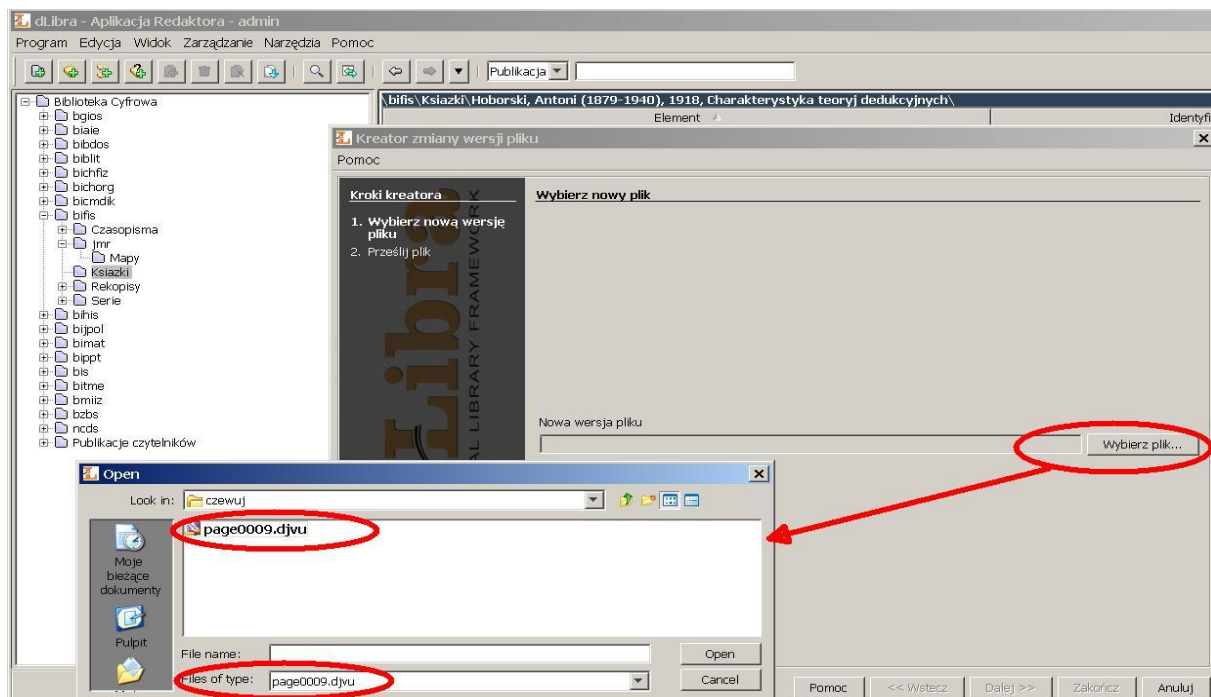 dLibra - Aplikacja Redaktora - admin
Program Edycja Widok Zarządzanie Narzędzia Pomoc
Publikacja
Biblioteka Cyfrowa
bgios
biaie
bibdos
biblit
bichfiz
bichorg
bicmdik
bifis
Czasopisma
jmr
Mapy
Ksiazki
Rekopisy
Serie
bihis
bijpol
bimat
bippt
bis
bitme
bmiiz
bzbs
ncds
Publikacje czytelników
\bifis\Ksiazki\Hoborski, Antoni (1879-1940), 1918, Charakterystyka teoryj dedukcyjnych\
Element Identyfi
Kreator zmiany wersji pliku
Pomoc
Kroki kreatora
1. Wybierz nową wersję
pliku
2. Prześlij plik
Libra
AL LIBRARY FRAMEWORK
Wybierz nowy plik
Nowa wersja pliku
Wybierz plik...
Open
Look in: czewuj
page0009.djvu
Moje
bieżące
dokumenty
Pulpit
File name:
Open
Files of type: page0009.djvu
Cancel
Pomoc << Wstecz Dalej >> Zakończ Anuluj